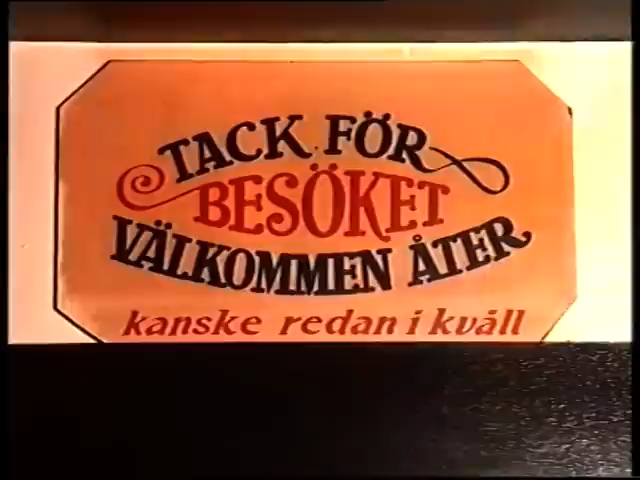 TACK FÖR
BESÖKET
VÄLKOMMEN ÅTER
kanske redan i kväll